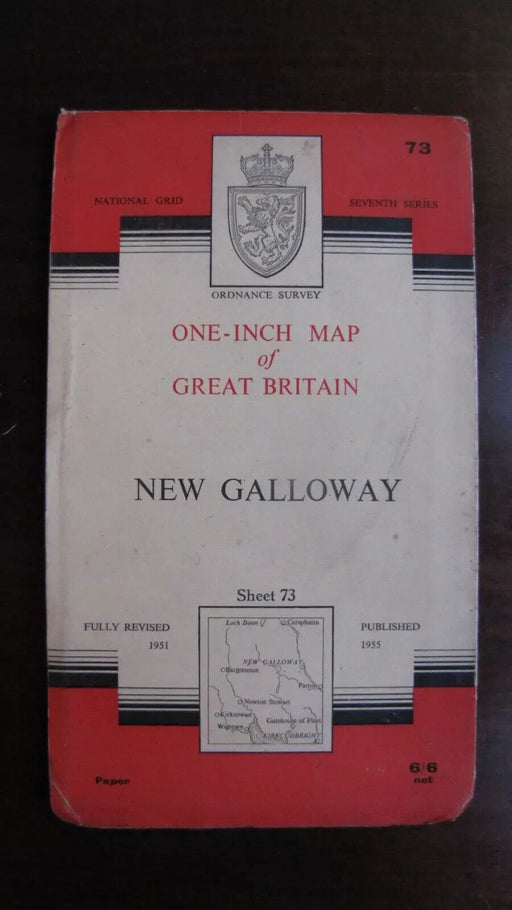 73
NATIONAL GRID
SEVENTH SERIES
ORDNANCE SURVEY
ONE-INCH MAP
of
GREAT BRITAIN
NEW GALLOWAY
Sheet 73
FULLY REVISED
1951
PUBLISHED
1955
Loch Doon
Carsphairn
NEW GALLOWAY
Bargrennan
Parton
Newton Stewart
Kirkcowan
Gatehouse of Fleet
Wigtown
KIRKCUDBRIGHT
Paper
6/6
net